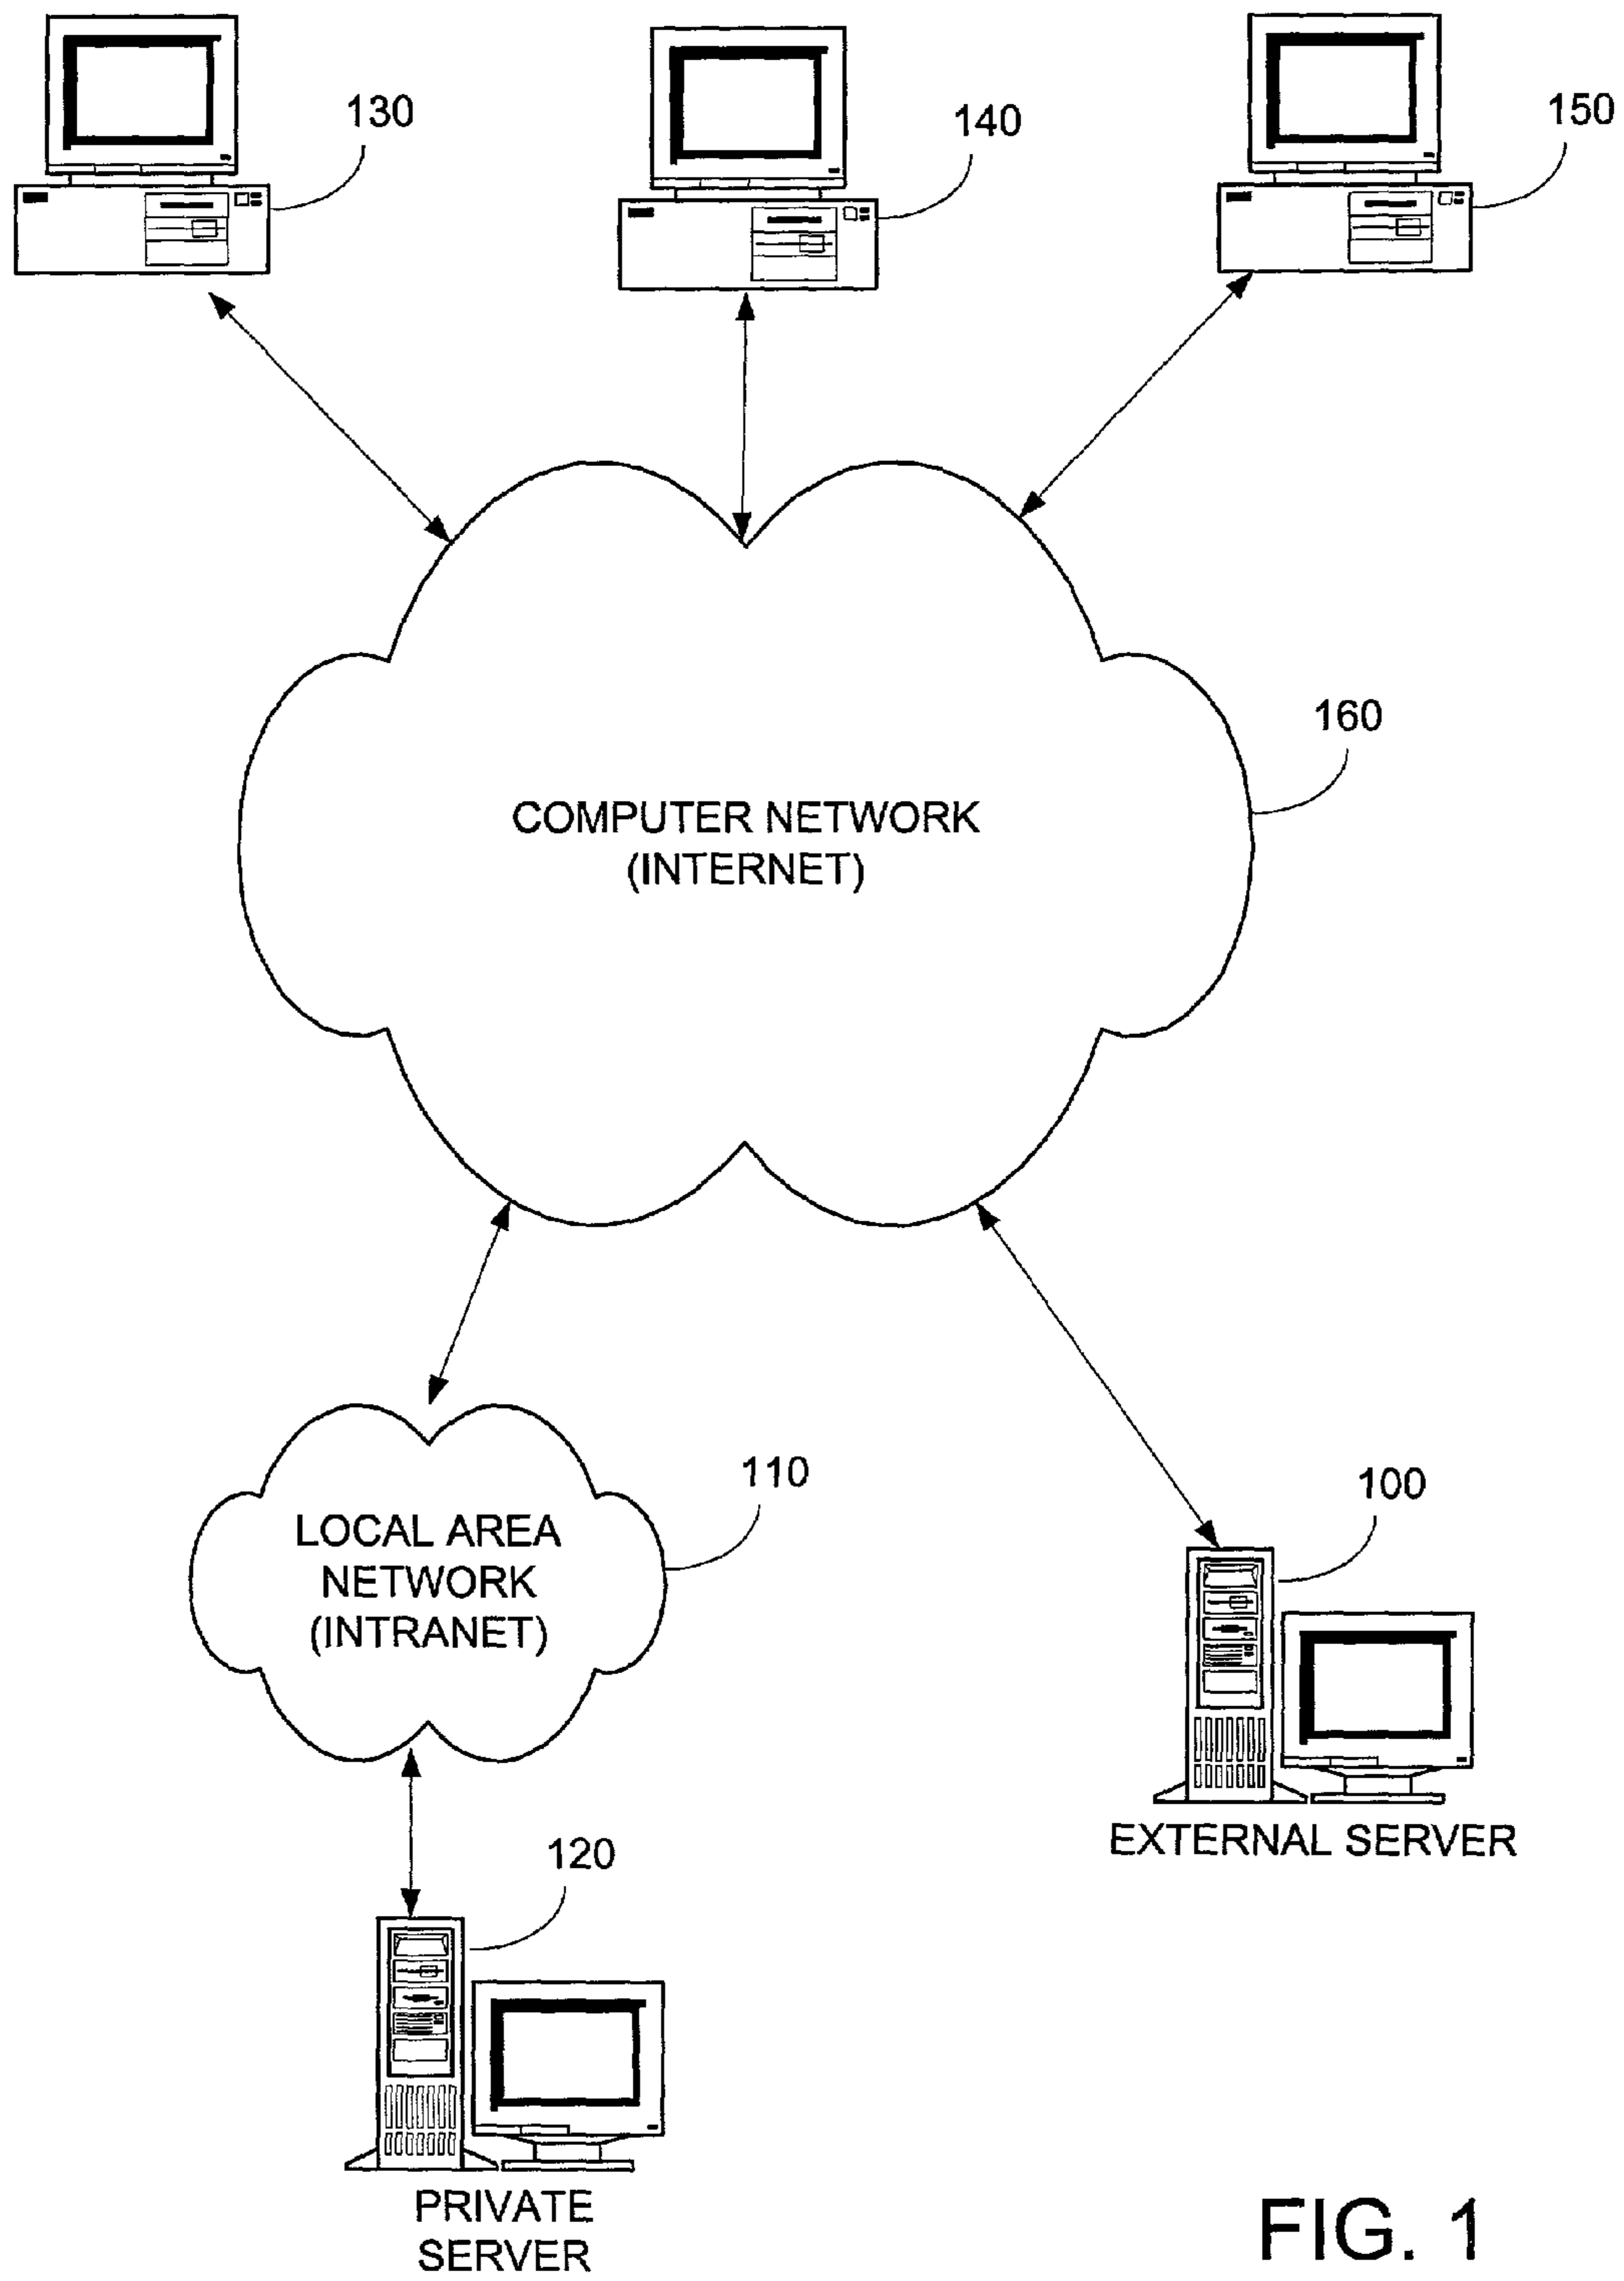 130
140
150
160
COMPUTER NETWORK
(INTERNET)
110
100
LOCAL AREA
NETWORK
(INTRANET)
EXTERNAL SERVER
120
PRIVATE
SERVER
FIG. 1